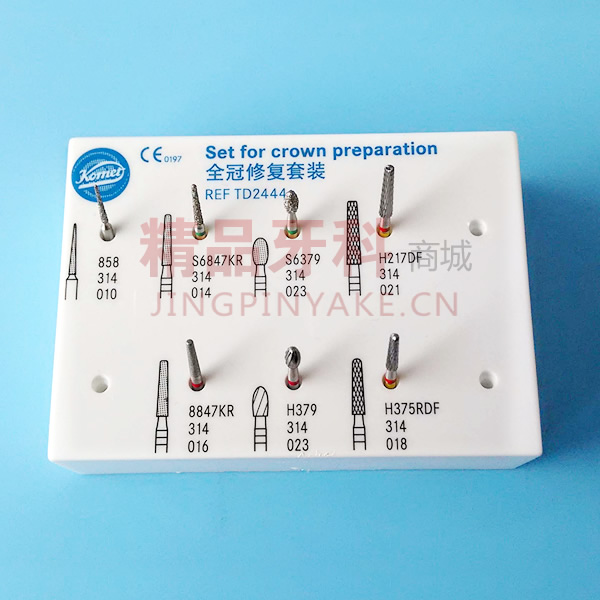 Komet
CE 0197
Set for crown preparation
全冠修复套装
REF TD2444
858
314
010
S6847KR
314
014
S6379
314
023
H217DF
314
021
精品牙科 商城
JINGPINYAKE.CN
8847KR
314
016
H379
314
023
H375RDF
314
018